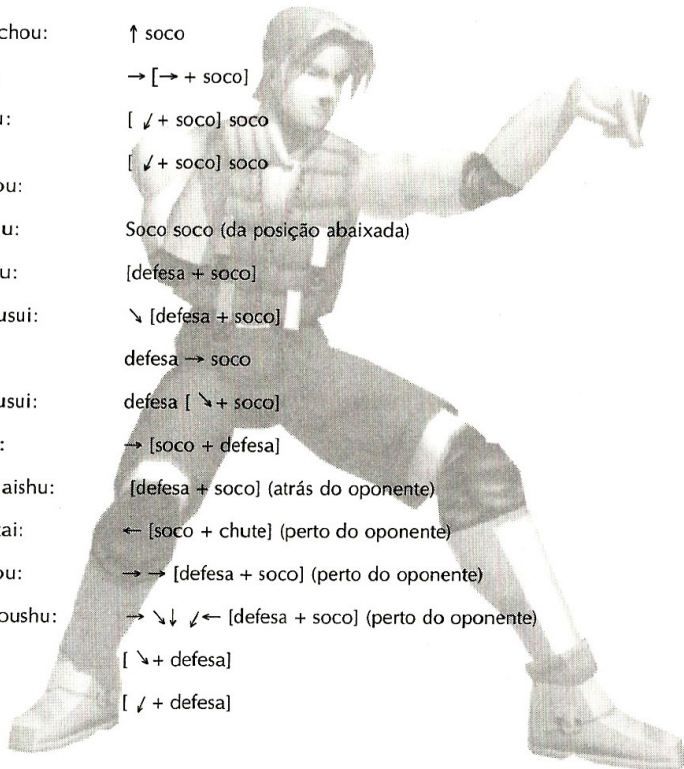 chou: ↑ soco
→ [→ + soco]
u: [ ↙ + soco] soco
[ ↙ + soco] soco
ou:
u: Soco soco (da posição abaixada)
u: [defesa + soco]
usui: ↘ [defesa + soco]
defesa → soco
usui: defesa [ ↘ + soco]
: → [soco + defesa]
aishu: [defesa + soco] (atrás do oponente)
tai: ← [soco + chute] (perto do oponente)
ou: → → [defesa + soco] (perto do oponente)
oushu: → ↘ ↓ ↙ ← [defesa + soco] (perto do oponente)
[ ↘ + defesa]
[ ↙ + defesa]